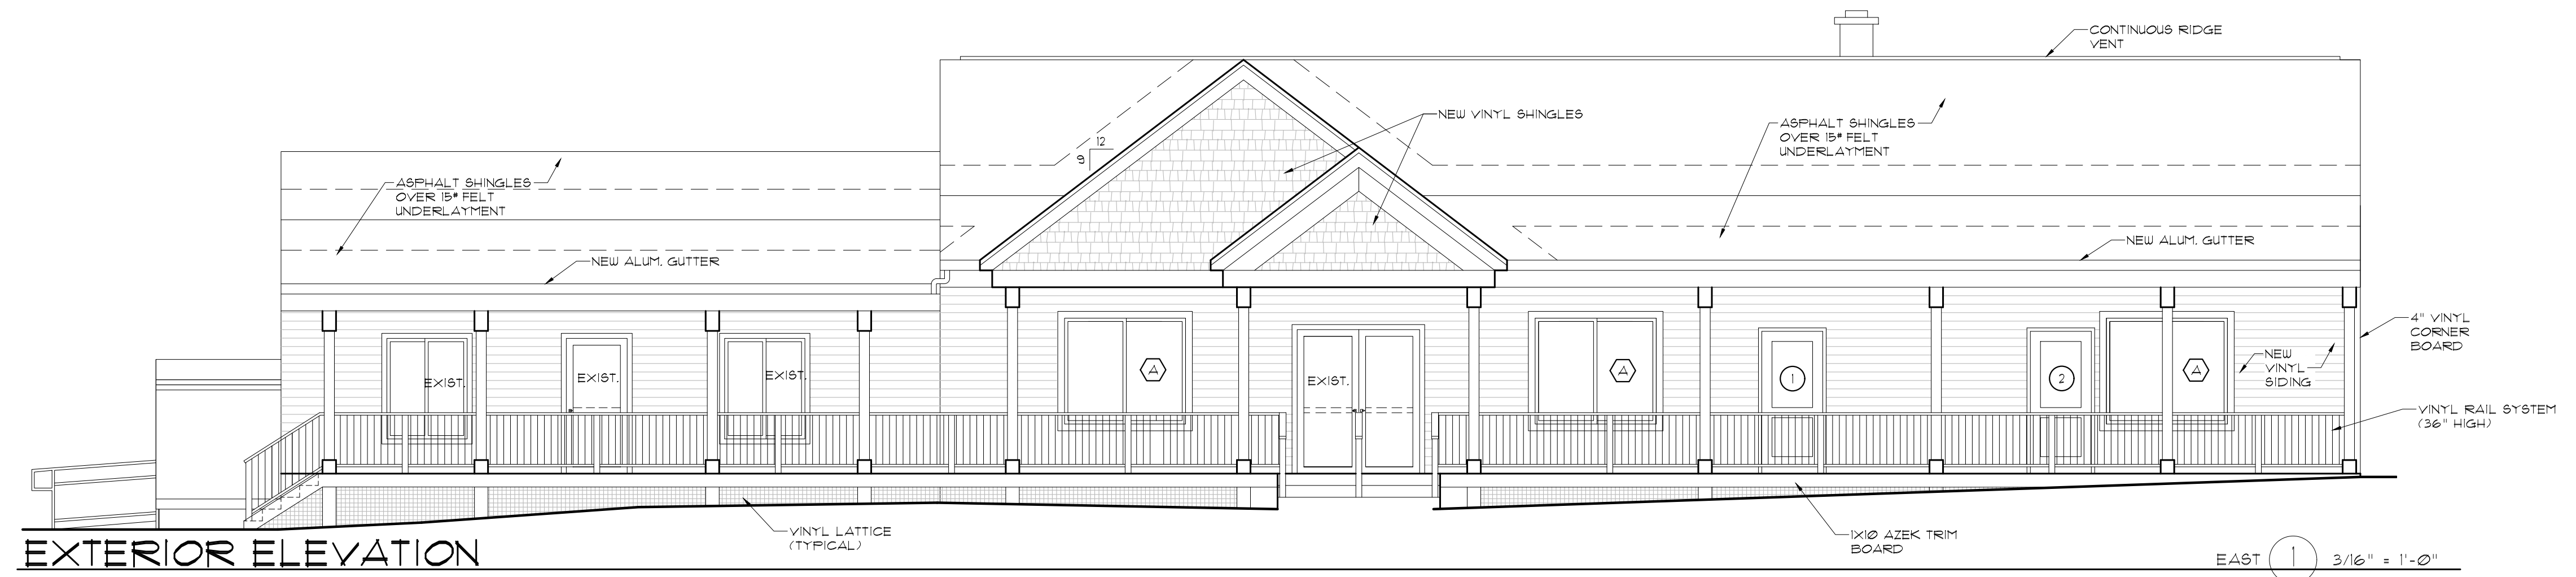 CONTINUOUS RIDGE
VENT
NEW VINYL SHINGLES
ASPHALT SHINGLES
OVER 15# FELT
UNDERLAYMENT
12
9
ASPHALT SHINGLES
OVER 15# FELT
UNDERLAYMENT
NEW ALUM. GUTTER
NEW ALUM. GUTTER
4" VINYL
CORNER
BOARD
NEW
VINYL
SIDING
EXIST.
EXIST.
EXIST.
A
EXIST.
A
1
2
A
VINYL RAIL SYSTEM
(36" HIGH)
VINYL LATTICE
(TYPICAL)
1X10 AZEK TRIM
BOARD
EXTERIOR ELEVATION
EAST 1 3/16" = 1'-0"